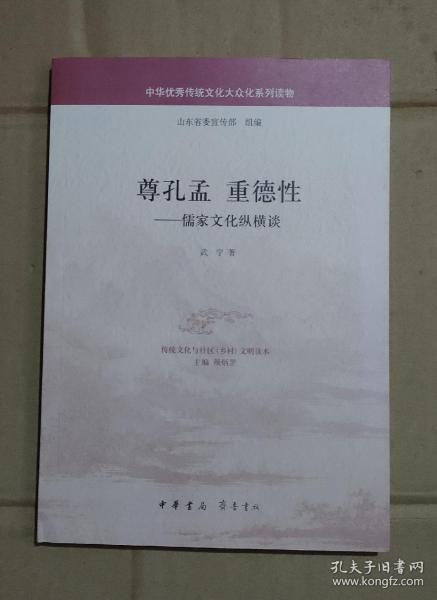 中华优秀传统文化大众化系列读物
山东省委宣传部 组编
尊孔孟 重德性
——儒家文化纵横谈
武宁 著
传统文化与社区(乡村)文明读本
主编 颜炳罡
中華書局 齊魯書社
孔夫子旧书网
www.kongfz.com